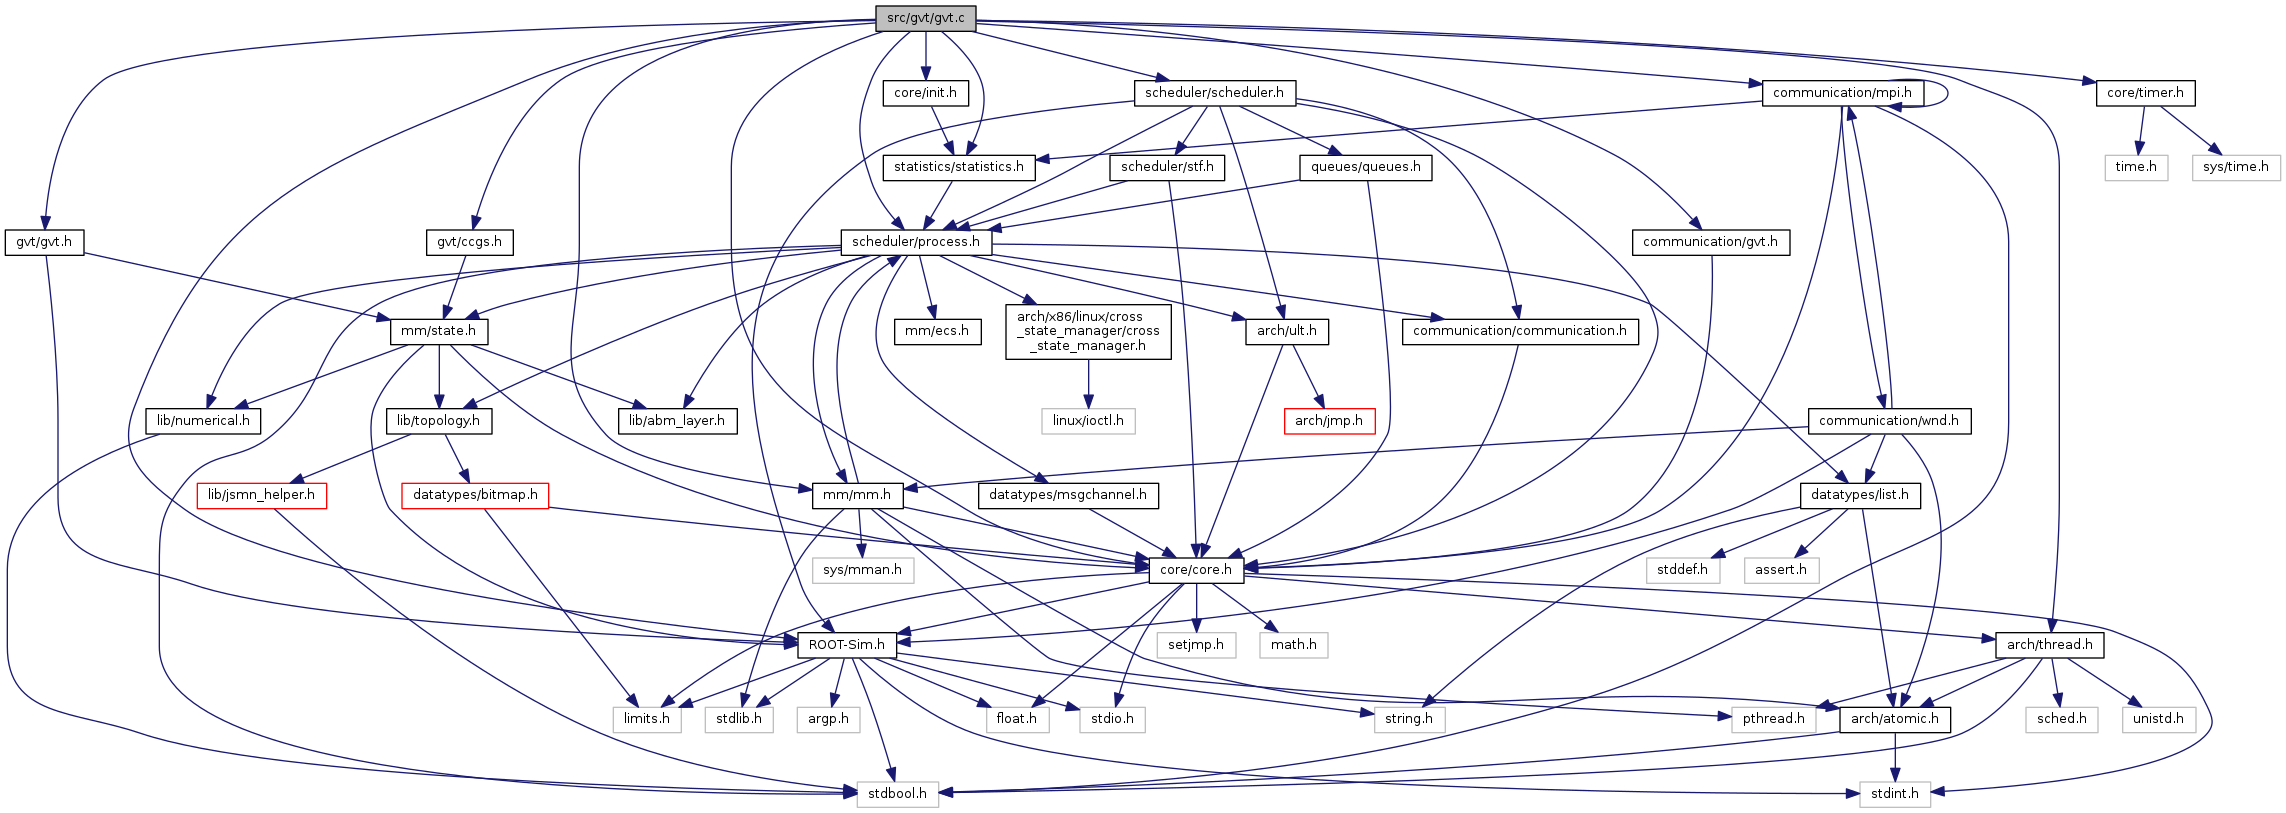 src/gvt/gvt.c
core/init.h
scheduler/scheduler.h
communication/mpi.h
core/timer.h
statistics/statistics.h
scheduler/stf.h
queues/queues.h
time.h
sys/time.h
gvt/gvt.h
gvt/ccgs.h
scheduler/process.h
communication/gvt.h
mm/state.h
mm/ecs.h
arch/x86/linux/cross
_state_manager/cross
_state_manager.h
arch/ult.h
communication/communication.h
lib/numerical.h
lib/topology.h
lib/abm_layer.h
linux/ioctl.h
arch/jmp.h
communication/wnd.h
lib/jsmn_helper.h
datatypes/bitmap.h
mm/mm.h
datatypes/msgchannel.h
datatypes/list.h
sys/mman.h
core/core.h
stddef.h
assert.h
ROOT-Sim.h
setjmp.h
math.h
arch/thread.h
limits.h
stdlib.h
argp.h
float.h
stdio.h
string.h
pthread.h
arch/atomic.h
sched.h
unistd.h
stdbool.h
stdint.h